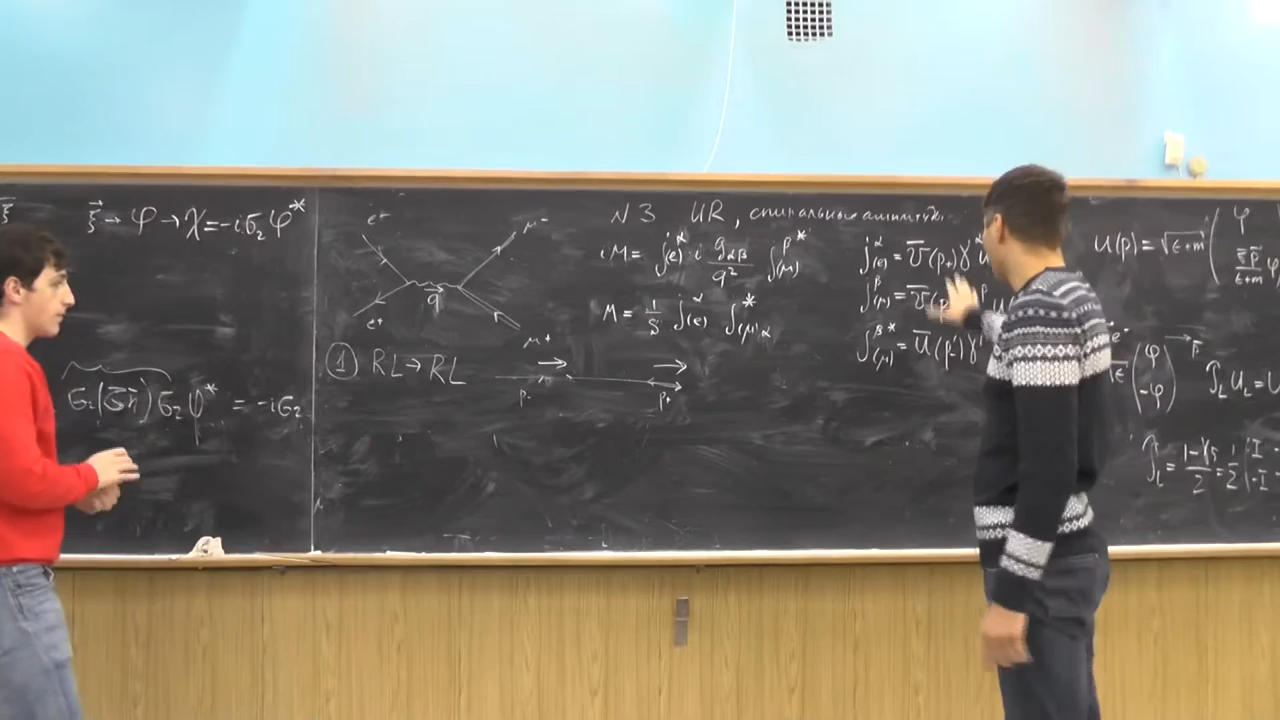 ξ⃗
ξ⃗ → φ → χ = -iσ₂φ*
σ₂(σ⃗n⃗)σ₂φ* = -iσ₂
e⁻
e⁺
q
μ⁻
μ⁺
① RL → RL
p₋
p₊
N3 UR, спиральные амплитуды
iM = j^α_(e) i g_αβ/q² j^β*_(μ)
M = 1/s j^α_(e) j*_(μ)α
j^α_(e) = v̄(p₊)γ^α u
j^β_(μ) = v̄(p
j^β*_(μ) = ū(p'₋)γ
u(p) = √(ε+m) (φ
σ⃗p⃗/(ε+m) φ
e⁻
→ p⃗
(φ
-φ)
P_L u_L = u
P_L = (1-γ₅)/2 = 1/2 (I -
-I